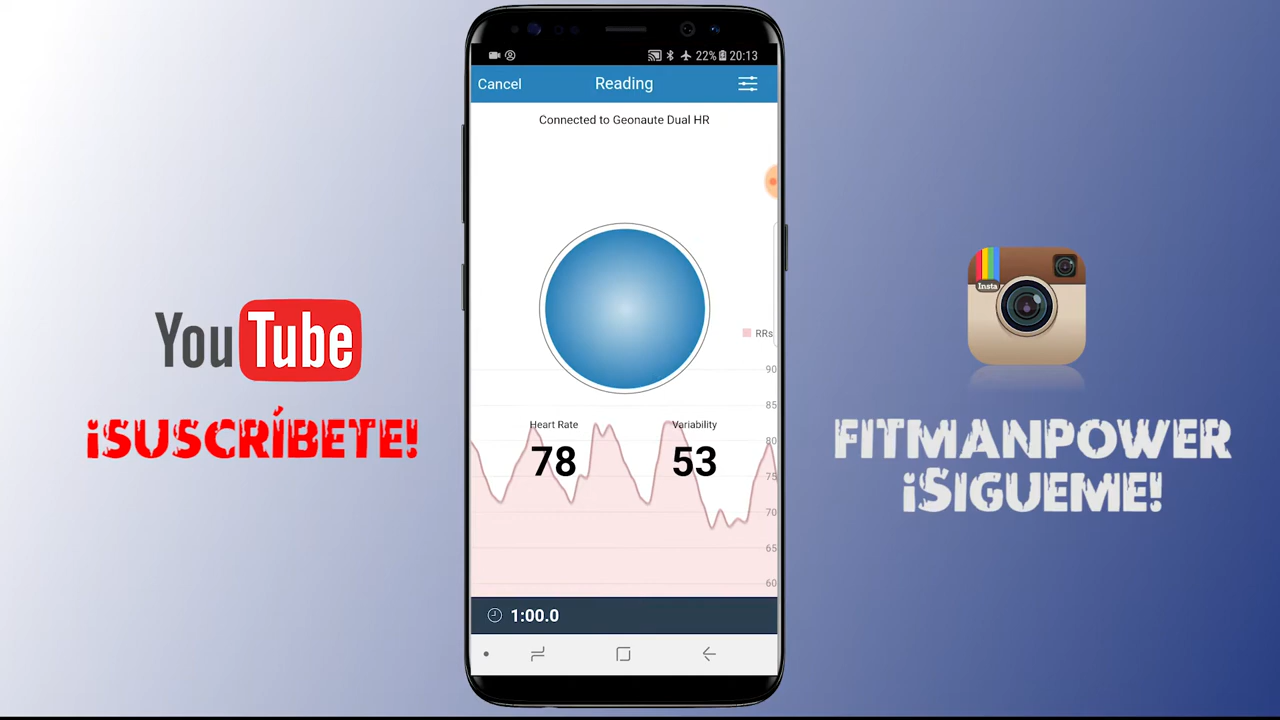 22% 20:13
Cancel Reading
Connected to Geonaute Dual HR
RRs
90
85
Heart Rate Variability
80
78 53
75
70
65
60
1:00.0
YouTube
¡SUSCRÍBETE!
Insta
FITMANPOWER
¡SIGUEME!